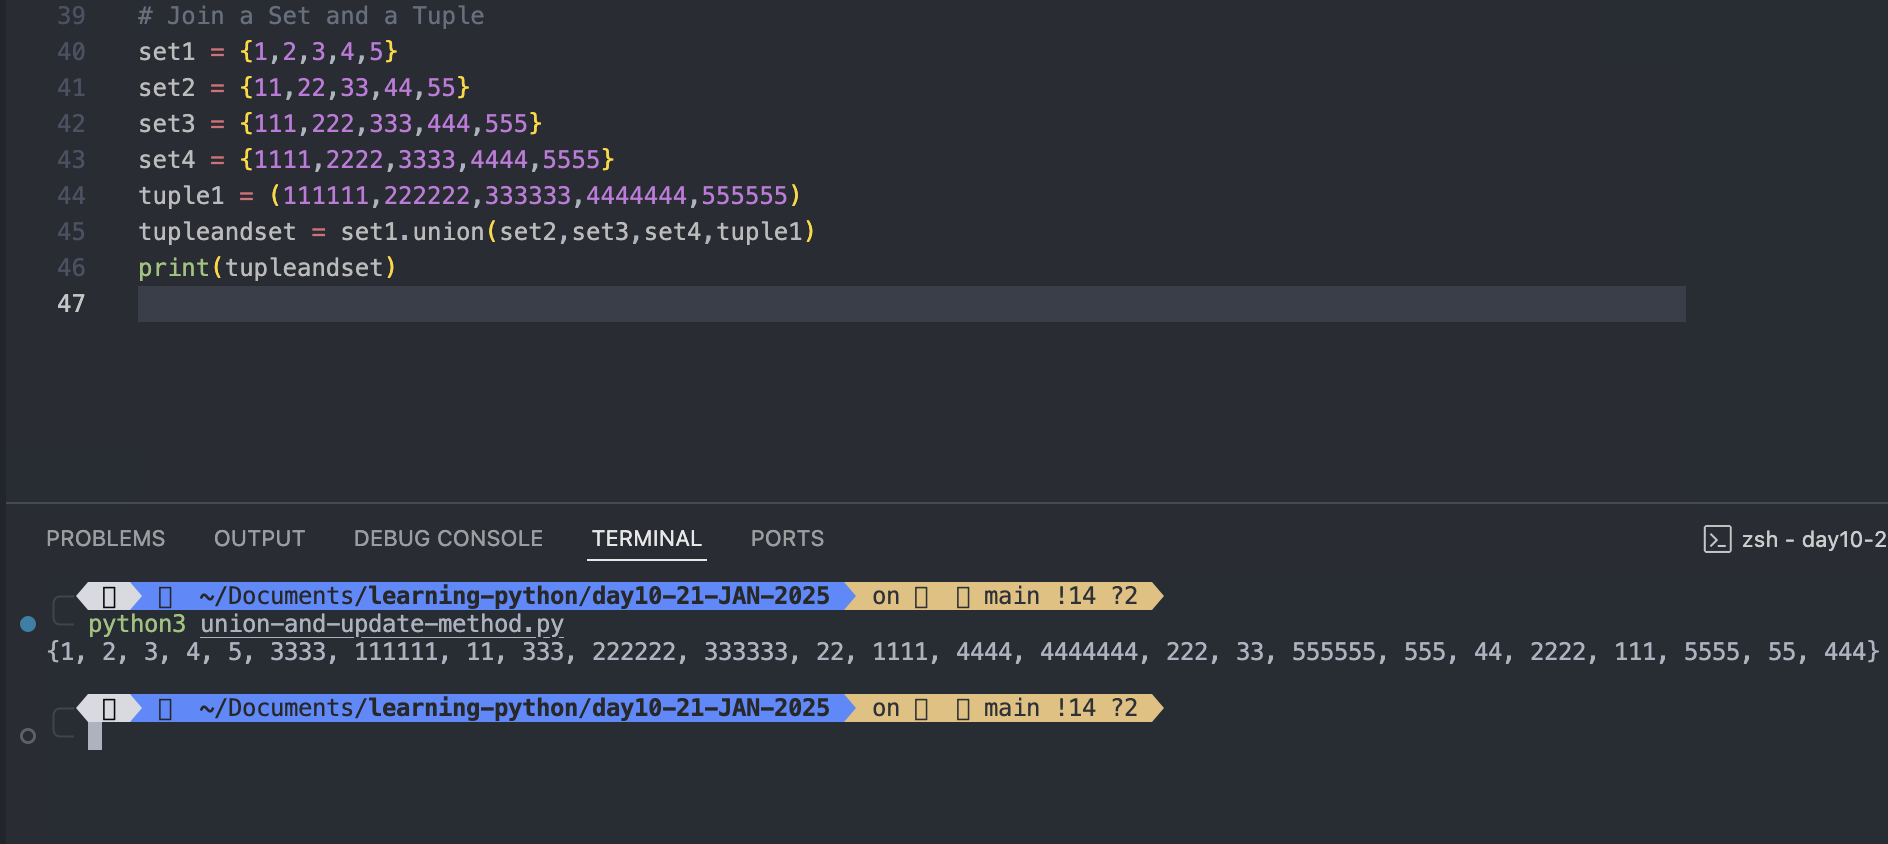 39 # Join a Set and a Tuple
40 set1 = {1,2,3,4,5}
41 set2 = {11,22,33,44,55}
42 set3 = {111,222,333,444,555}
43 set4 = {1111,2222,3333,4444,5555}
44 tuple1 = (111111,222222,333333,4444444,555555)
45 tupleandset = set1.union(set2,set3,set4,tuple1)
46 print(tupleandset)
47
PROBLEMS OUTPUT DEBUG CONSOLE TERMINAL PORTS zsh - day10-2
~/Documents/learning-python/day10-21-JAN-2025 on main !14 ?2
python3 union-and-update-method.py
{1, 2, 3, 4, 5, 3333, 111111, 11, 333, 222222, 333333, 22, 1111, 4444, 4444444, 222, 33, 555555, 555, 44, 2222, 111, 5555, 55, 444}
~/Documents/learning-python/day10-21-JAN-2025 on main !14 ?2